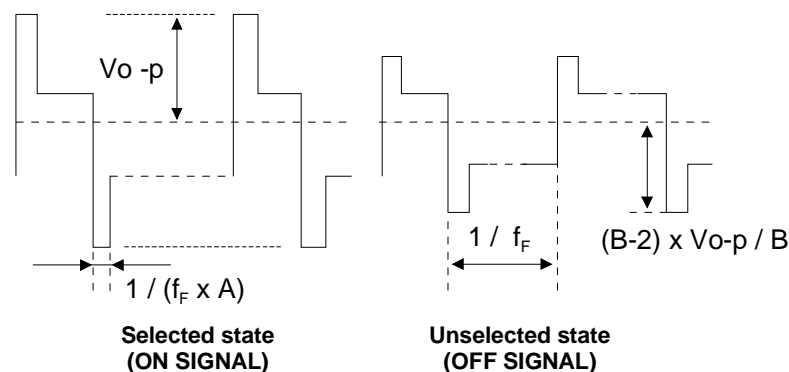 Vo -p
1 / (fF x A)
Selected state
(ON SIGNAL)
1 / fF
(B-2) x Vo-p / B
Unselected state
(OFF SIGNAL)